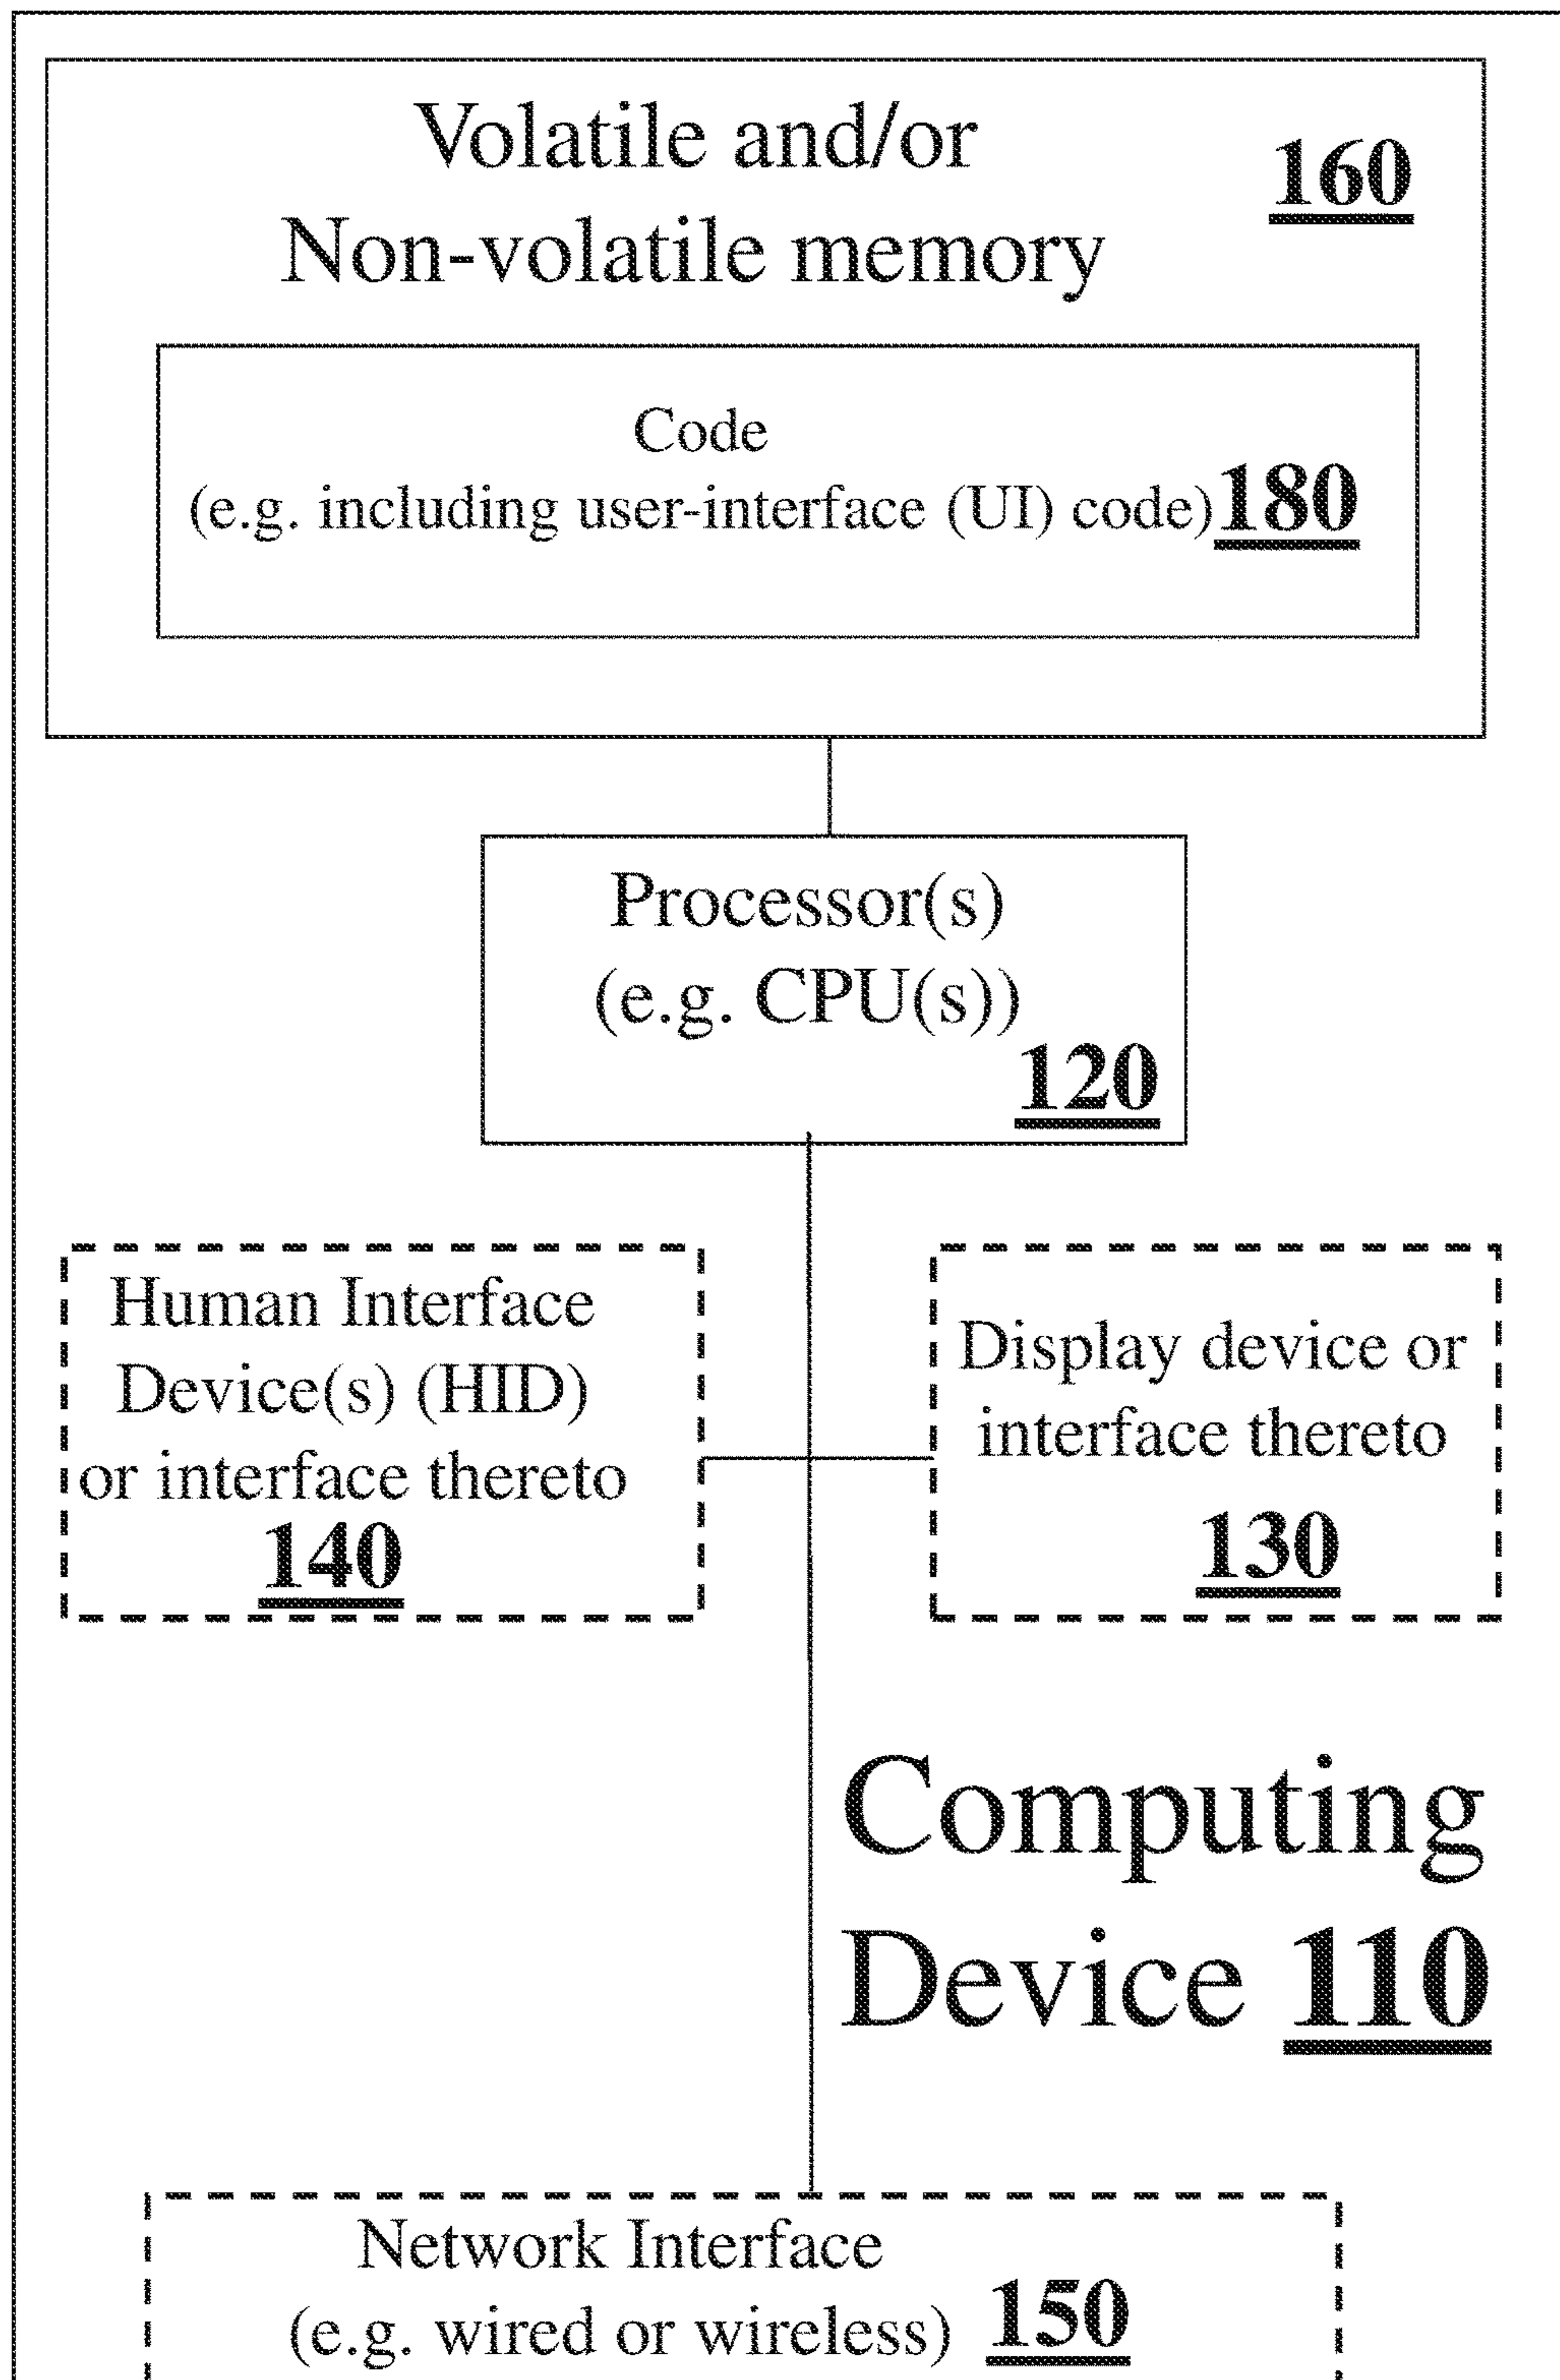 Volatile and/or
Non-volatile memory
160
Code
(e.g. including user-interface (UI) code)180
Processor(s)
(e.g. CPU(s))
120
Human Interface
Device(s) (HID)
or interface thereto
140
Display device or
interface thereto
130
Computing
Device 110
Network Interface
(e.g. wired or wireless) 150